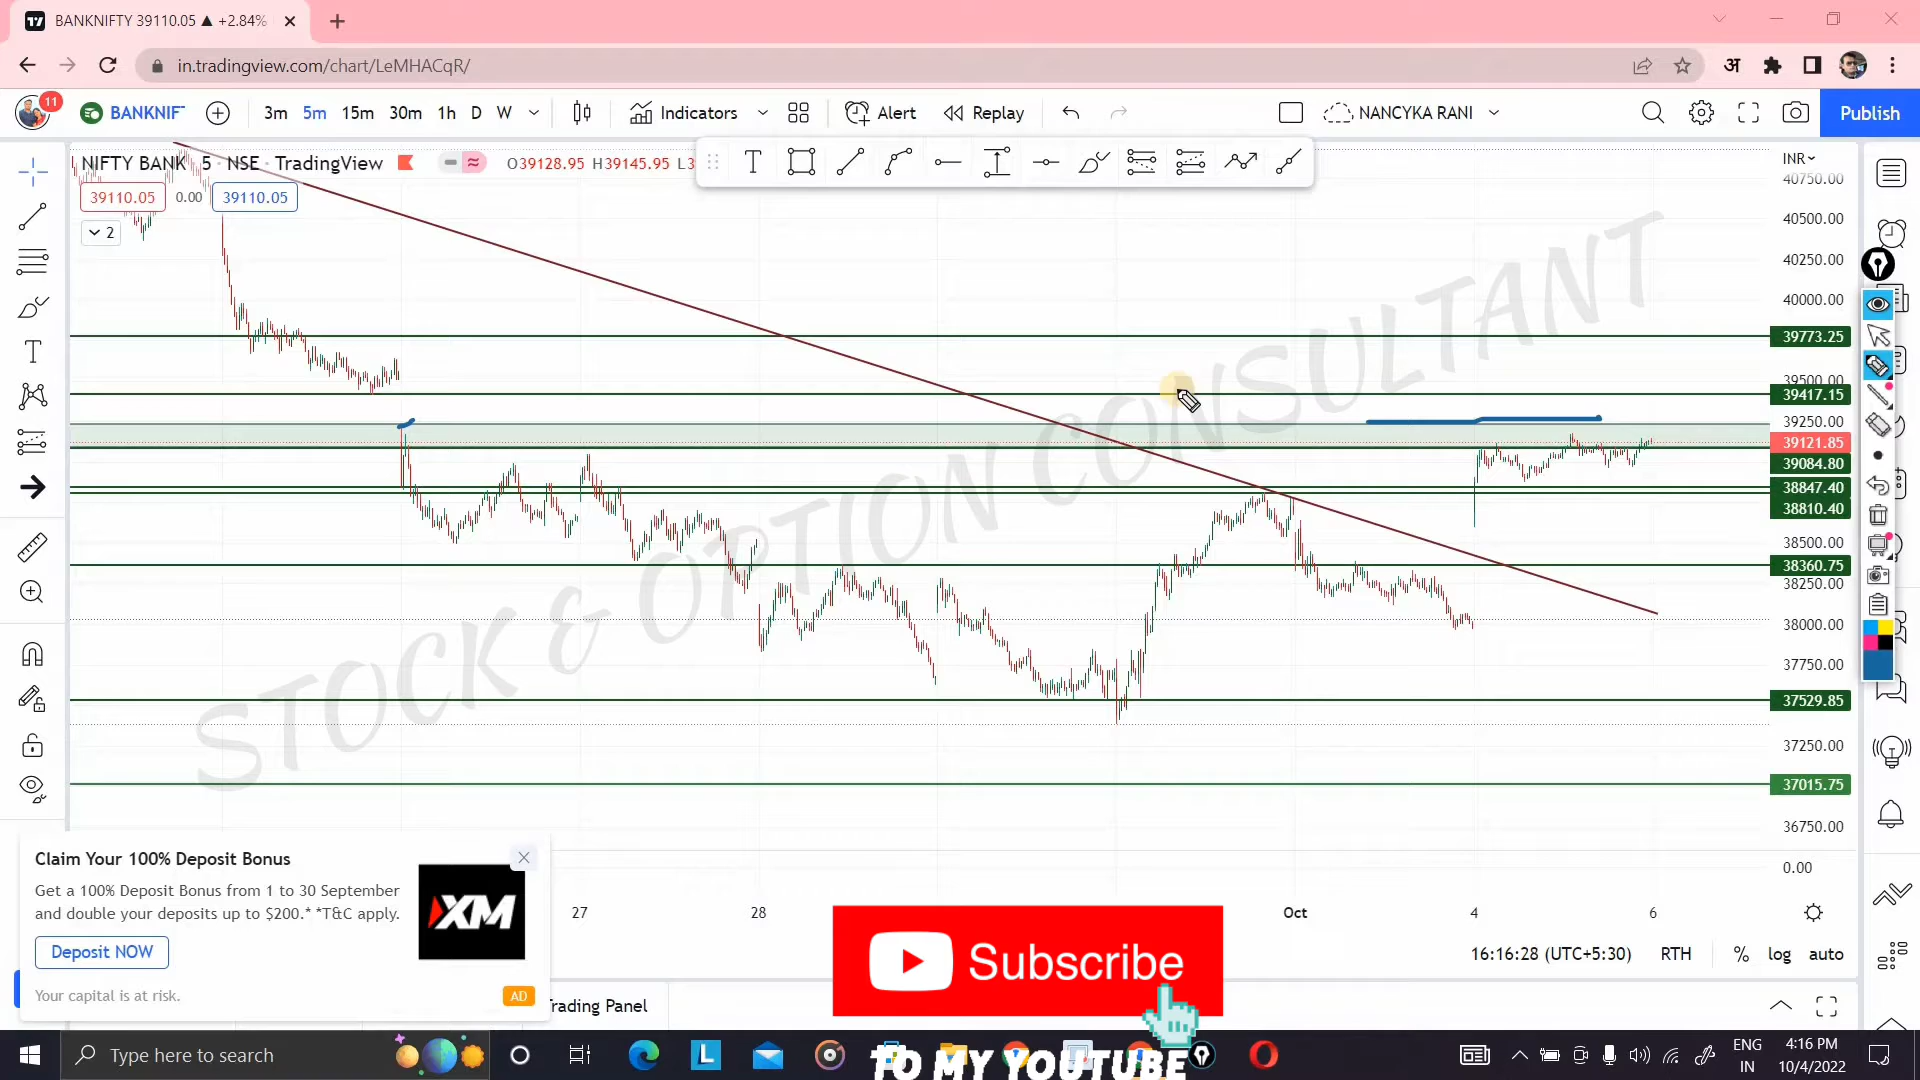 BANKNIFTY 39110.05 ▲ +2.84%
in.tradingview.com/chart/LeMHACqR/
अ
11
BANKNIF
3m 5m 15m 30m 1h D W
Indicators
Alert
Replay
NANCYKA RANI
Publish
NIFTY BANK · 5 · NSE · TradingView
O39128.95 H39145.95 L3
39110.05 0.00 39110.05
2
INR
40750.00
40500.00
40250.00
40000.00
39773.25
39500.00
39417.15
39250.00
39121.85
39084.80
38847.40
38810.40
38500.00
38360.75
38250.00
38000.00
37750.00
37529.85
37250.00
37015.75
36750.00
0.00
STOCK & OPTION CONSULTANT
Claim Your 100% Deposit Bonus
Get a 100% Deposit Bonus from 1 to 30 September
and double your deposits up to $200.* *T&C apply.
Deposit NOW
Your capital is at risk.
AD
XM
27 28 Oct 4 6
16:16:28 (UTC+5:30) RTH % log auto
rading Panel
Subscribe
TO MY YOUTUBE
Type here to search
ENG
IN
4:16 PM
10/4/2022